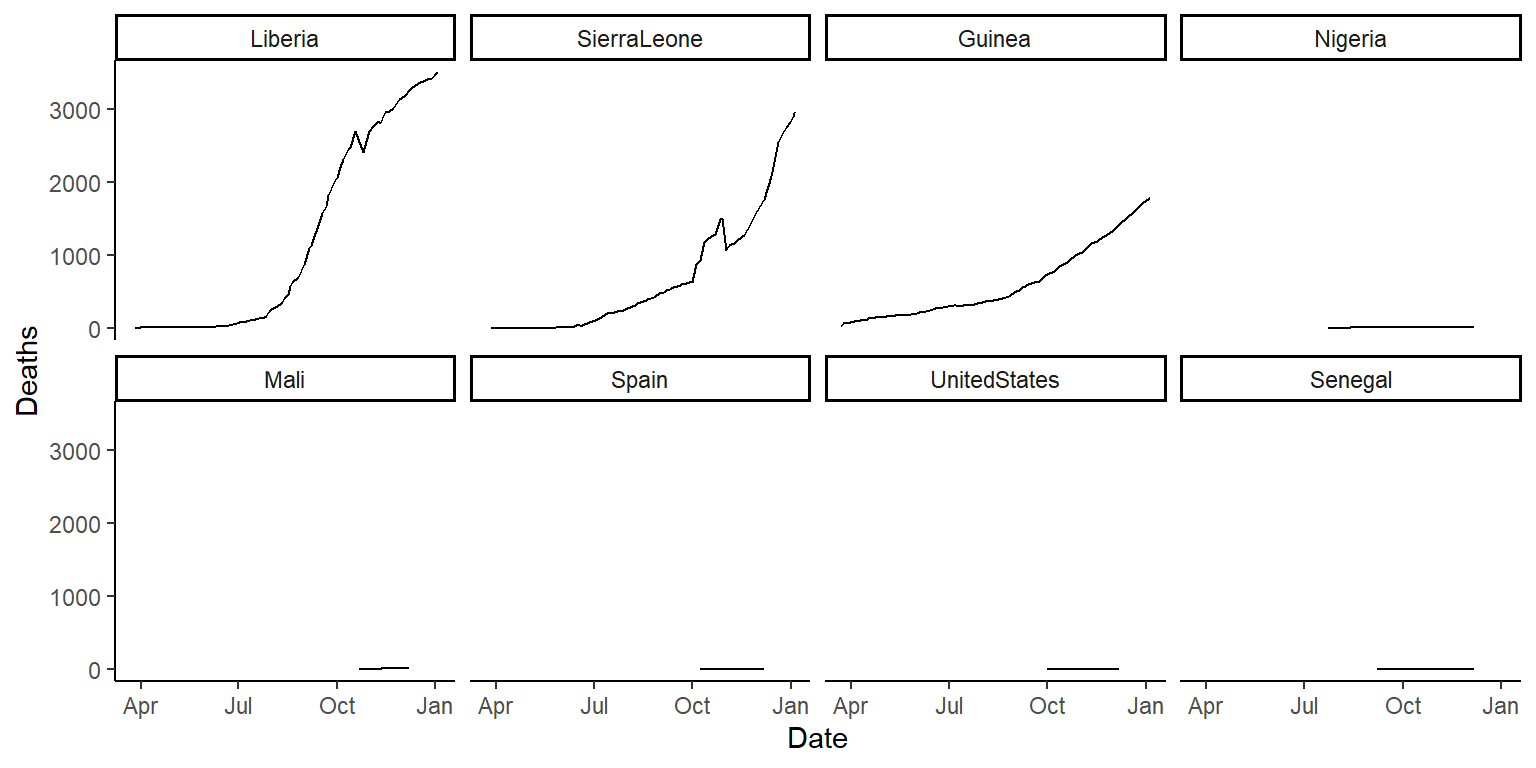 Liberia SierraLeone Guinea Nigeria
3000
2000
1000
0
Mali Spain UnitedStates Senegal
3000
2000
1000
0
Apr Jul Oct Jan Apr Jul Oct Jan Apr Jul Oct Jan Apr Jul Oct Jan
Date
Deaths